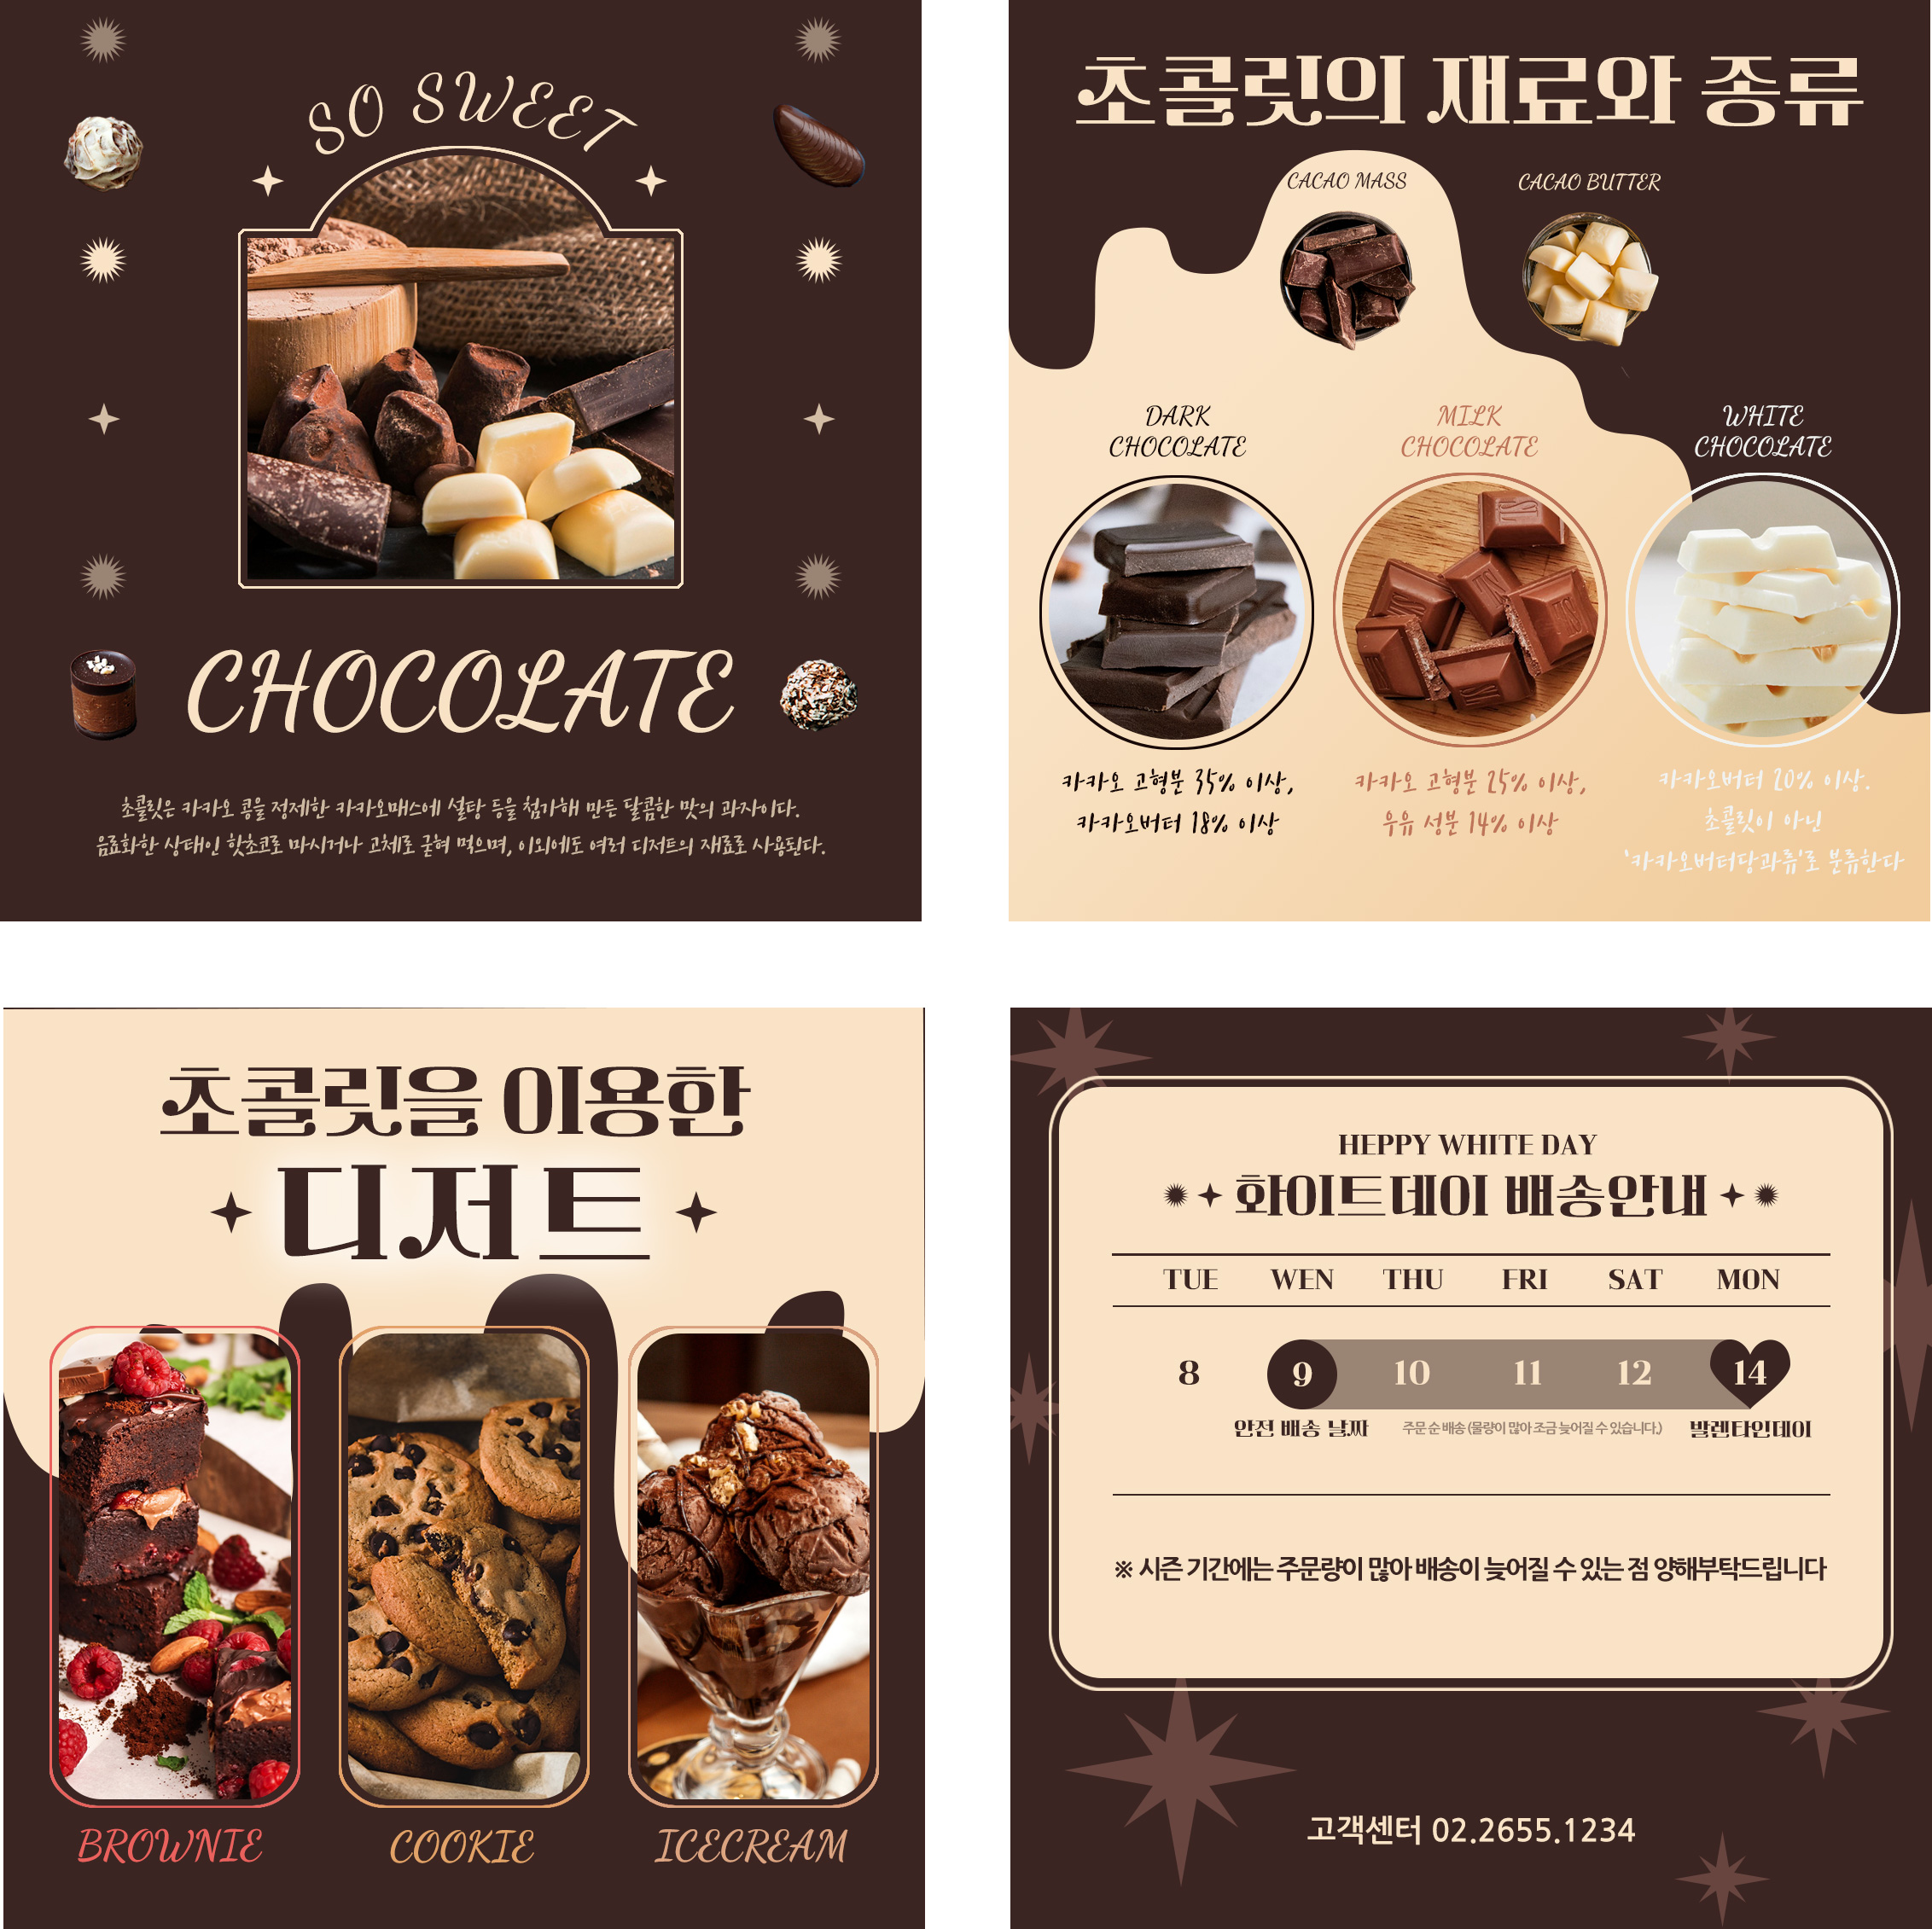 SO SWEET
CHOCOLATE
초콜릿은 카카오 콩을 정제한 카카오매스에 설탕 등을 첨가해 만든 달콤한 맛의 과자이다.
음료화한 상태인 핫초코로 마시거나 고체로 굳혀 먹으며, 이외에도 여러 디저트의 재료로 사용된다.
초콜릿의 재료와 종류
CACAO MASS
CACAO BUTTER
DARK
CHOCOLATE
MILK
CHOCOLATE
WHITE
CHOCOLATE
카카오 고형분 35% 이상,
카카오버터 18% 이상
카카오 고형분 25% 이상,
우유 성분 14% 이상
카카오버터 20% 이상.
초콜릿이 아닌
'카카오버터당과류'로 분류한다
초콜릿을 이용한
디저트
BROWNIE
COOKIE
ICECREAM
HEPPY WHITE DAY
화이트데이 배송안내
TUE WEN THU FRI SAT MON
8 9 10 11 12 14
안전 배송 날짜
주문 순 배송 (물량이 많아 조금 늦어질 수 있습니다.)
발렌타인데이
※ 시즌 기간에는 주문량이 많아 배송이 늦어질 수 있는 점 양해부탁드립니다
고객센터 02.2655.1234